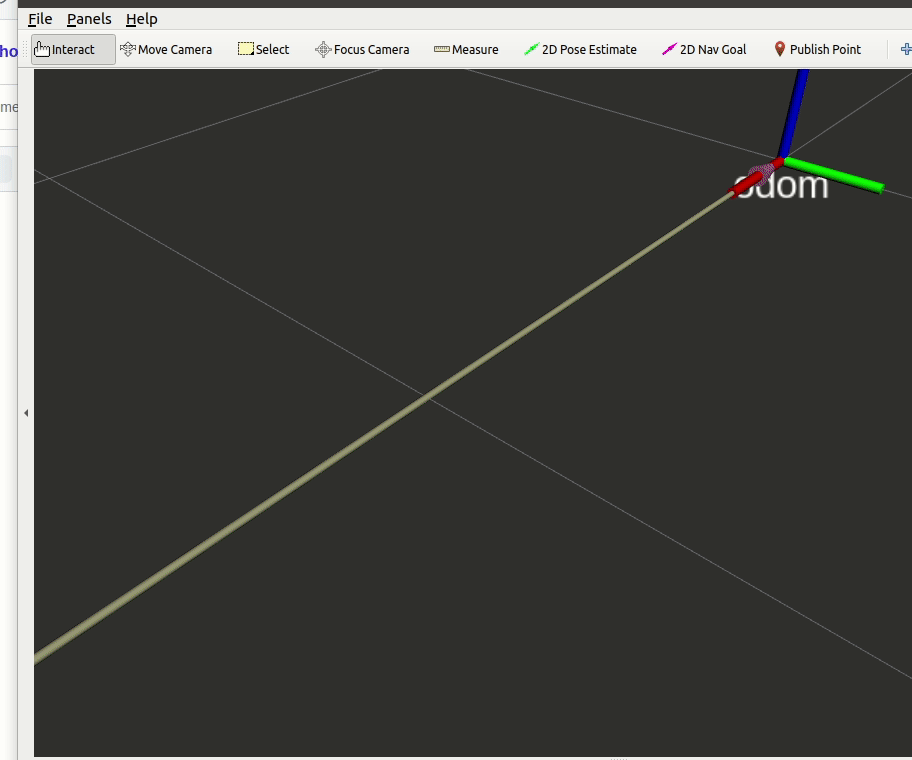 File Panels Help
Interact Move Camera Select Focus Camera Measure 2D Pose Estimate 2D Nav Goal Publish Point
ho
me
odom